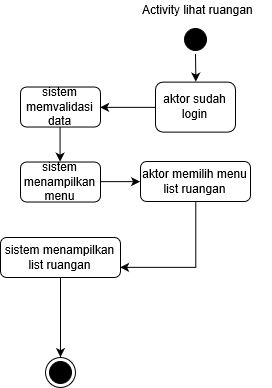 Activity lihat ruangan
aktor sudah
login
sistem
memvalidasi
data
sistem
menampilkan
menu
aktor memilih menu
list ruangan
sistem menampilkan
list ruangan